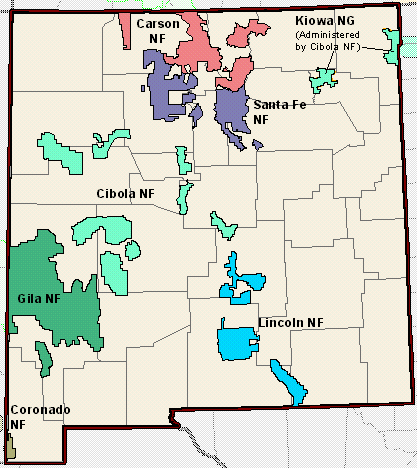 Carson
NF
Kiowa NG
(Administered
by Cibola NF)
Santa Fe
NF
Cibola NF
Gila NF
Lincoln NF
Coronado
NF